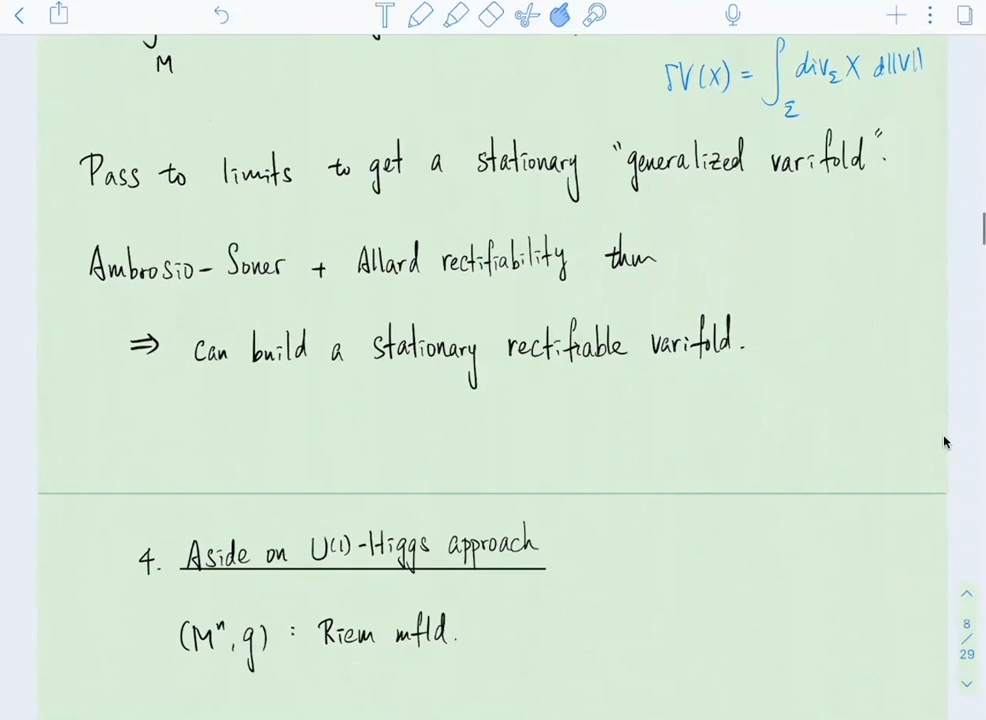 M
δV(X) = ∫_Σ div_Σ X d||V||
Pass to limits to get a stationary "generalized varifold".
Ambrosio - Soner + Allard rectifiability thm
⇒ can build a stationary rectifiable varifold.
4. Aside on U(1)-Higgs approach
(Mⁿ, g) : Riem mfld.
8
/
29